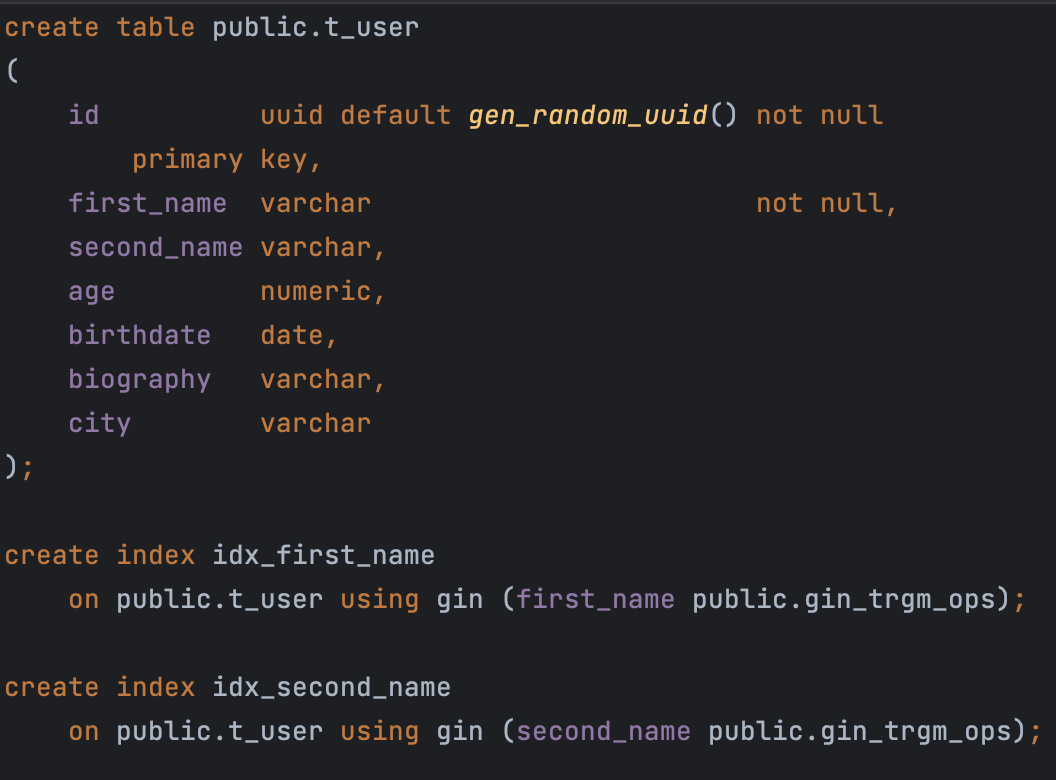 create table public.t_user
(
    id          uuid default gen_random_uuid() not null
        primary key,
    first_name  varchar                        not null,
    second_name varchar,
    age         numeric,
    birthdate   date,
    biography   varchar,
    city        varchar
);

create index idx_first_name
    on public.t_user using gin (first_name public.gin_trgm_ops);

create index idx_second_name
    on public.t_user using gin (second_name public.gin_trgm_ops);